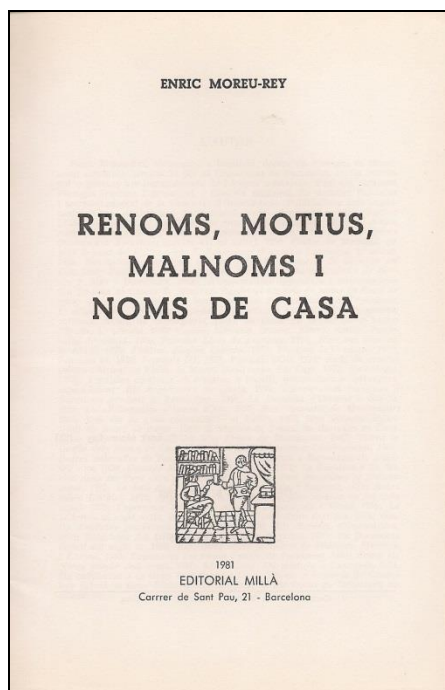 ENRIC MOREU-REY
RENOMS, MOTIUS,
MALNOMS I
NOMS DE CASA
1981
EDITORIAL MILLÀ
Carrrer de Sant Pau, 21 - Barcelona